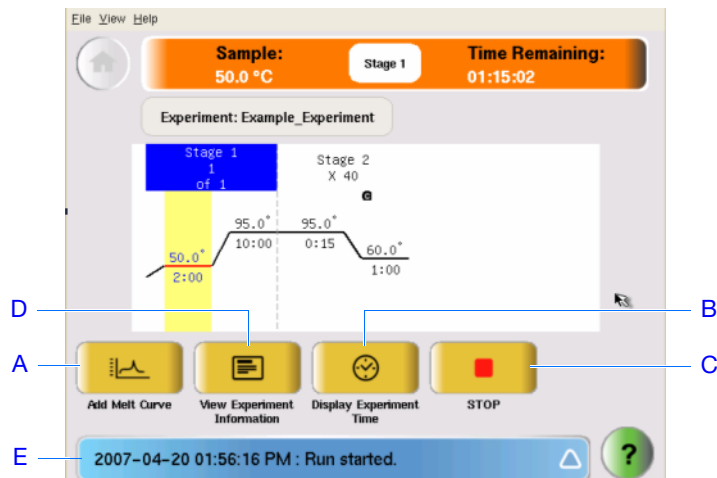 File View Help
Sample:
50.0 °C
Stage 1
Time Remaining:
01:15:02
Experiment: Example_Experiment
Stage 1
1
of 1
Stage 2
X 40
G
50.0°
2:00
95.0°
10:00
95.0°
0:15
60.0°
1:00
D
B
A
C
Add Melt Curve
View Experiment
Information
Display Experiment
Time
STOP
E
2007-04-20 01:56:16 PM : Run started.
?